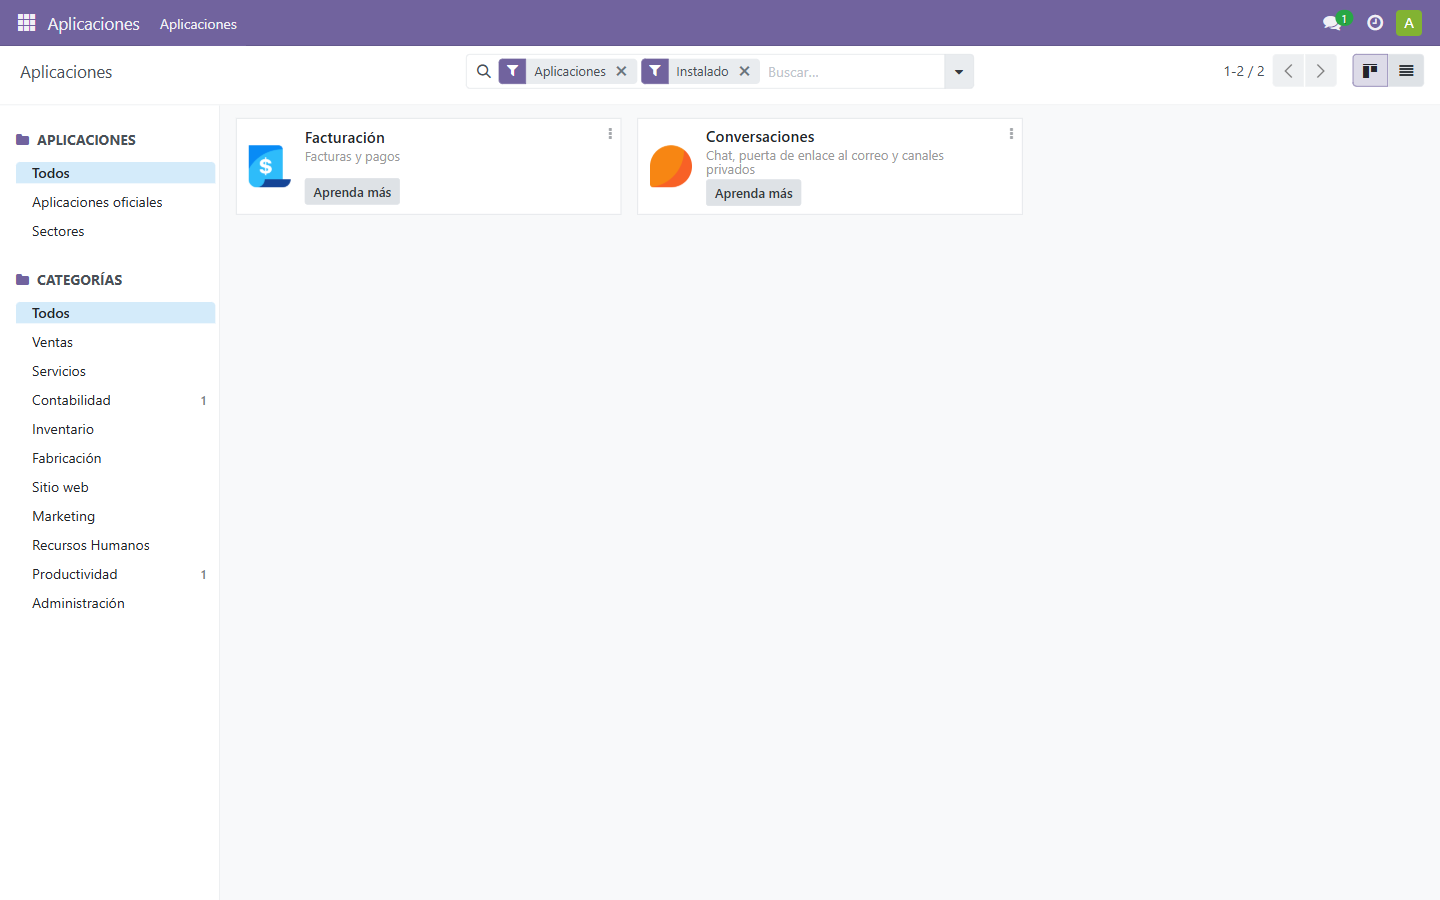 Aplicaciones Aplicaciones 1 A
Aplicaciones Aplicaciones Instalado Buscar... 1-2 / 2
APLICACIONES
Todos
Aplicaciones oficiales
Sectores
CATEGORÍAS
Todos
Ventas
Servicios
Contabilidad 1
Inventario
Fabricación
Sitio web
Marketing
Recursos Humanos
Productividad 1
Administración
$
Facturación
Facturas y pagos
Aprenda más
Conversaciones
Chat, puerta de enlace al correo y canales
privados
Aprenda más